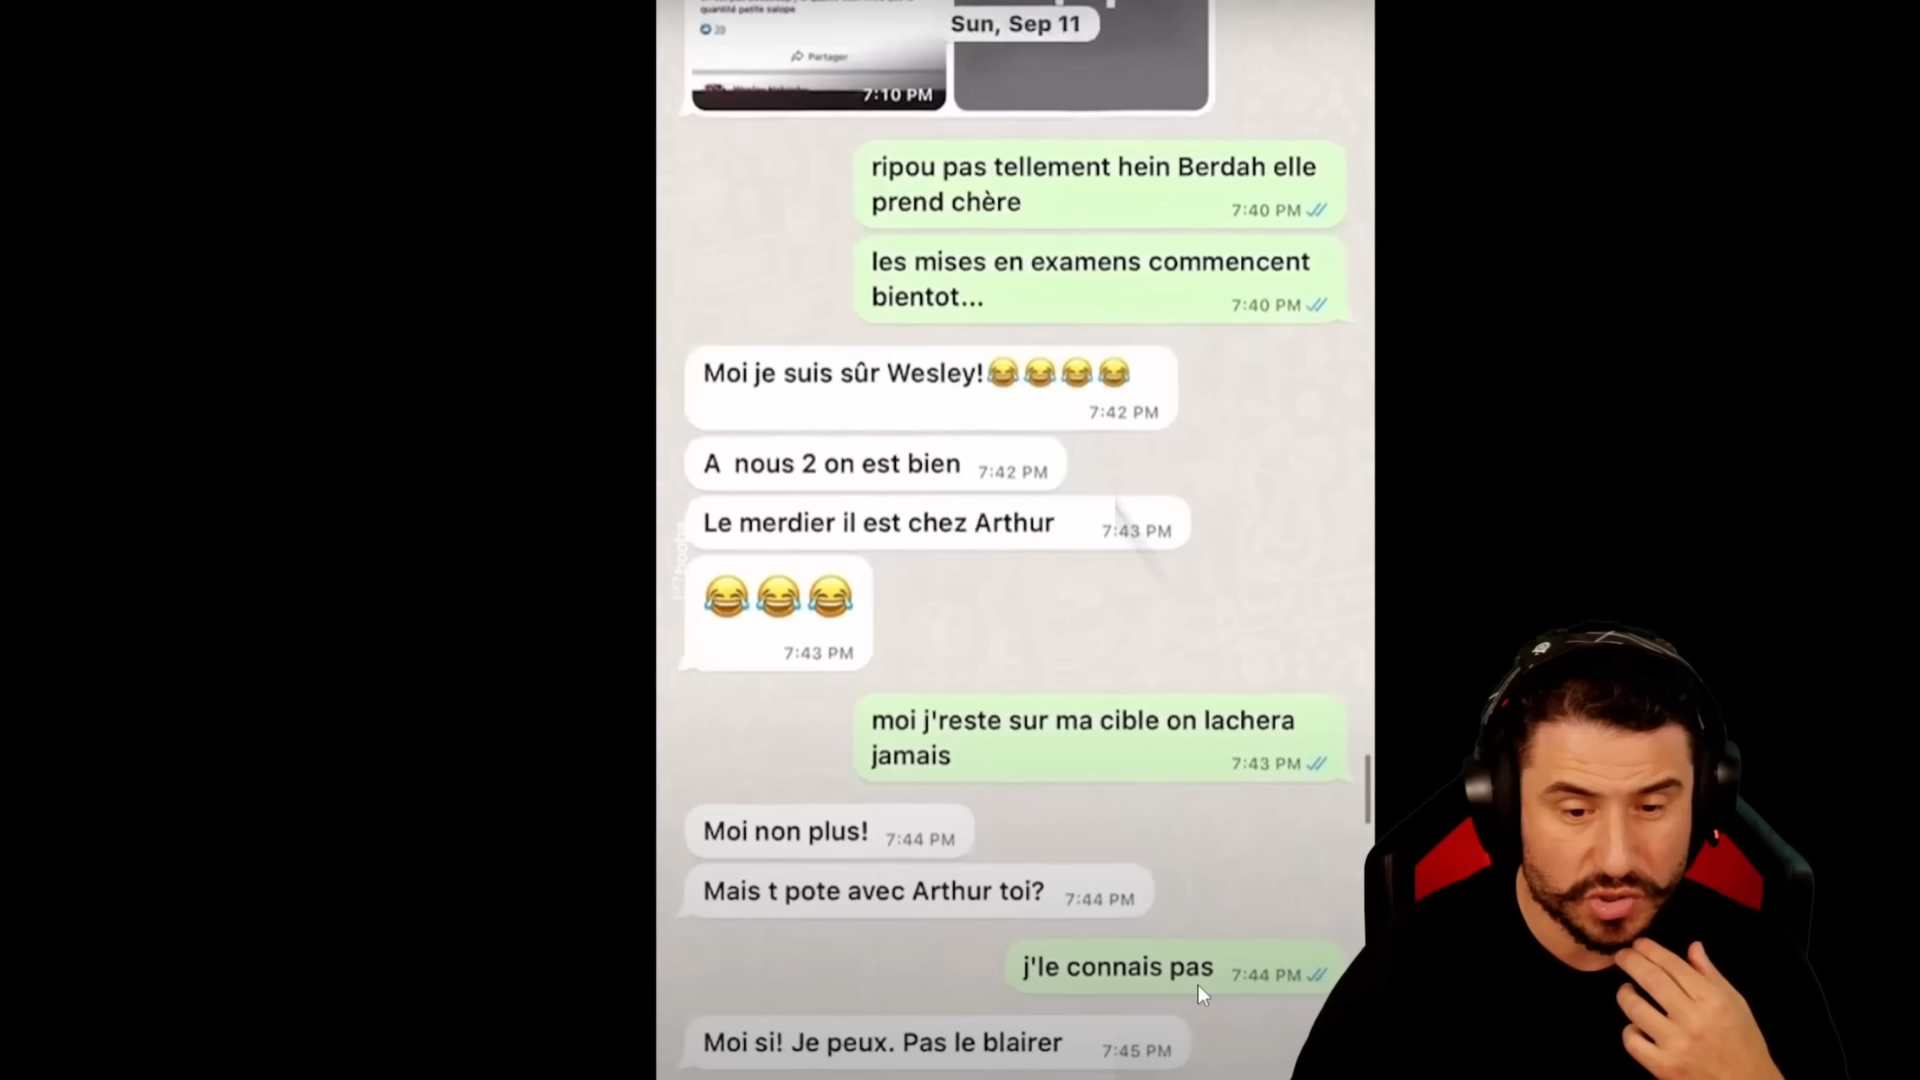 quantité petite salope
Partager
7:10 PM
Sun, Sep 11
ripou pas tellement hein Berdah elle
prend chère
7:40 PM
les mises en examens commencent
bientot...
7:40 PM
Moi je suis sûr Wesley!😂😂😂😂
7:42 PM
A nous 2 on est bien 7:42 PM
Le merdier il est chez Arthur 7:43 PM
😂😂😂
7:43 PM
moi j'reste sur ma cible on lachera
jamais
7:43 PM
Moi non plus! 7:44 PM
Mais t pote avec Arthur toi? 7:44 PM
j'le connais pas 7:44 PM
Moi si! Je peux. Pas le blairer 7:45 PM
booba